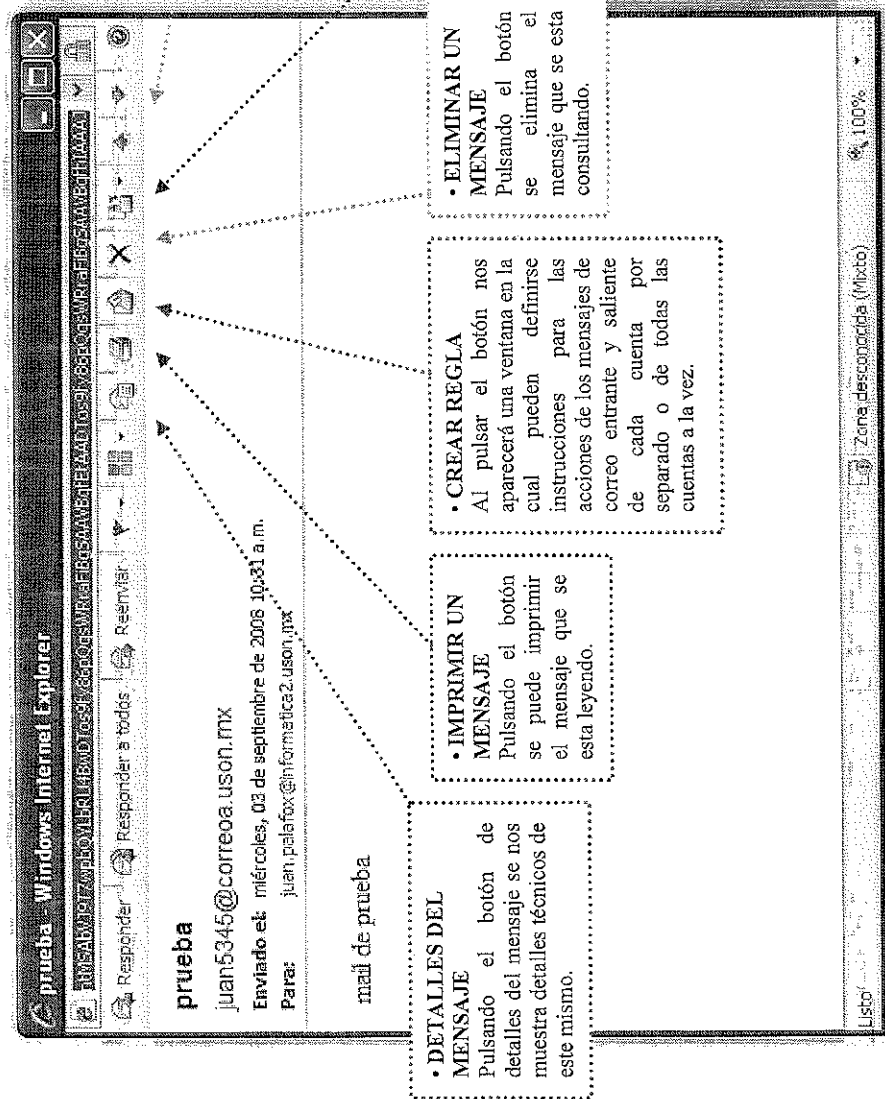 prueba - Windows Internet Explorer
Responder Responder a todos Reenviar
prueba
juan5345@correoa.uson.mx
Enviado el: miércoles, 03 de septiembre de 2008 10:31 a.m.
Para: juan.palafox@informatica2.uson.mx
mail de prueba
• DETALLES DEL
MENSAJE
Pulsando el botón de
detalles del mensaje se nos
muestra detalles técnicos de
este mismo.
• IMPRIMIR UN
MENSAJE
Pulsando el botón
se puede imprimir
el mensaje que se
esta leyendo.
• CREAR REGLA
Al pulsar el botón nos
aparecerá una ventana en la
cual pueden definirse
instrucciones para las
acciones de los mensajes de
correo entrante y saliente
de cada cuenta por
separado o de todas las
cuentas a la vez.
• ELIMINAR UN
MENSAJE
Pulsando el botón
se elimina el
mensaje que se esta
consultando.
Listo
Zona desconocida (Mixto)
100%